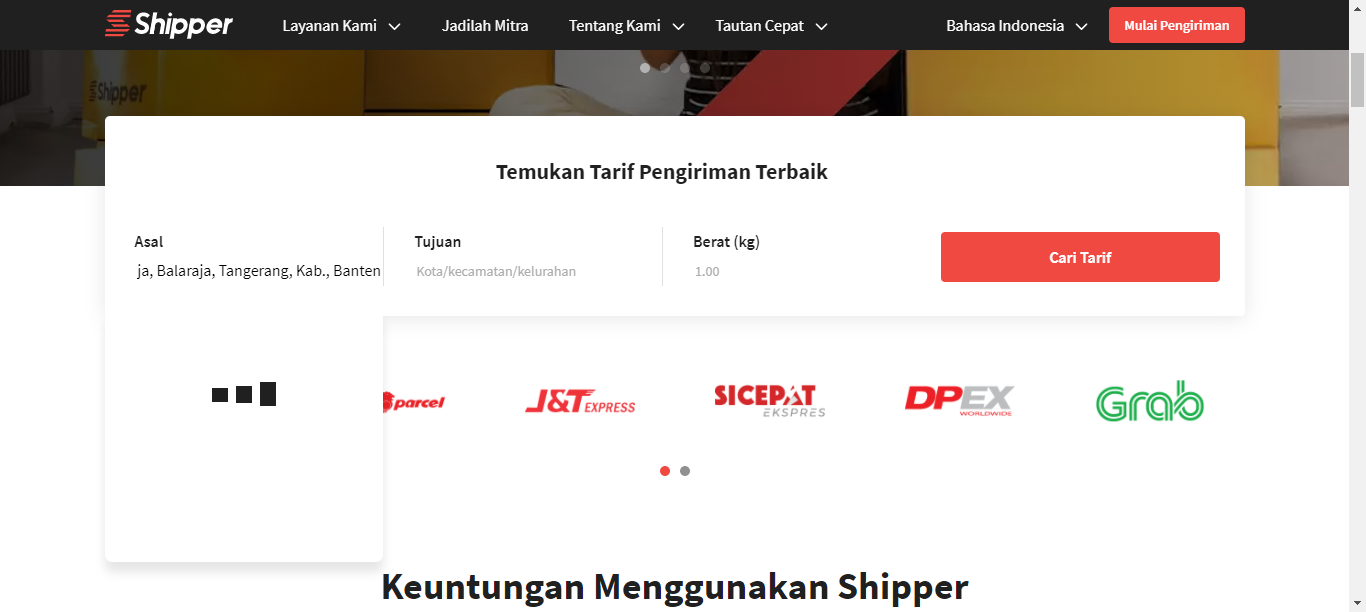 Shipper
Layanan Kami
Jadilah Mitra
Tentang Kami
Tautan Cepat
Bahasa Indonesia
Mulai Pengiriman
Shipper
Temukan Tarif Pengiriman Terbaik
Asal
Tujuan
Berat (kg)
ja, Balaraja, Tangerang, Kab., Banten
Kota/kecamatan/kelurahan
1.00
Cari Tarif
parcel
J&T EXPRESS
SICEPAT
EKSPRES
DPEX
WORLDWIDE
Grab
Keuntungan Menggunakan Shipper